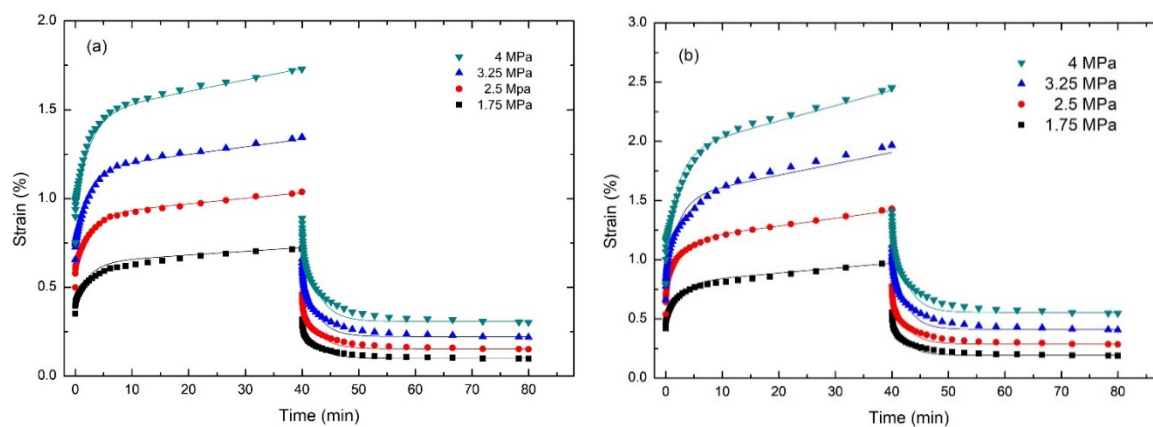 (a)
4 MPa
3.25 MPa
2.5 Mpa
1.75 MPa
2.0
1.5
1.0
0.5
0.0
Strain (%)
0 10 20 30 40 50 60 70 80
Time (min)
(b)
4 MPa
3.25 MPa
2.5 MPa
1.75 MPa
3.0
2.5
2.0
1.5
1.0
0.5
0.0
Strain (%)
0 10 20 30 40 50 60 70 80
Time (min)